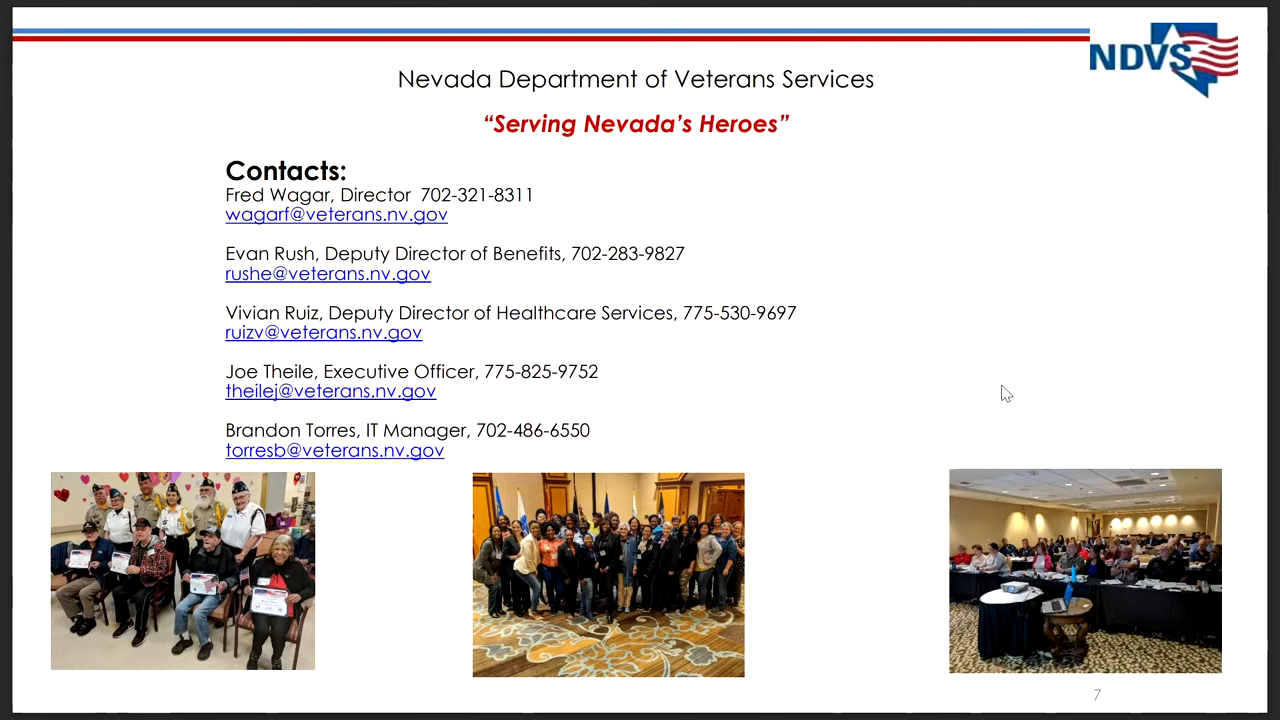 NDVS
Nevada Department of Veterans Services
“Serving Nevada’s Heroes”
Contacts:
Fred Wagar, Director 702-321-8311
wagarf@veterans.nv.gov
Evan Rush, Deputy Director of Benefits, 702-283-9827
rushe@veterans.nv.gov
Vivian Ruiz, Deputy Director of Healthcare Services, 775-530-9697
ruizv@veterans.nv.gov
Joe Theile, Executive Officer, 775-825-9752
theilej@veterans.nv.gov
Brandon Torres, IT Manager, 702-486-6550
torresb@veterans.nv.gov
7